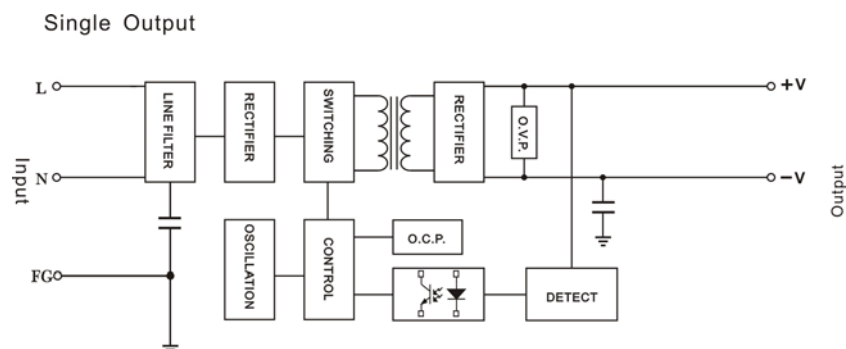 Single Output
L
N
FG
Input
LINE FILTER
RECTIFIER
SWITCHING
RECTIFIER
O.V.P.
+V
−V
Output
OSCILLATION
CONTROL
O.C.P.
DETECT